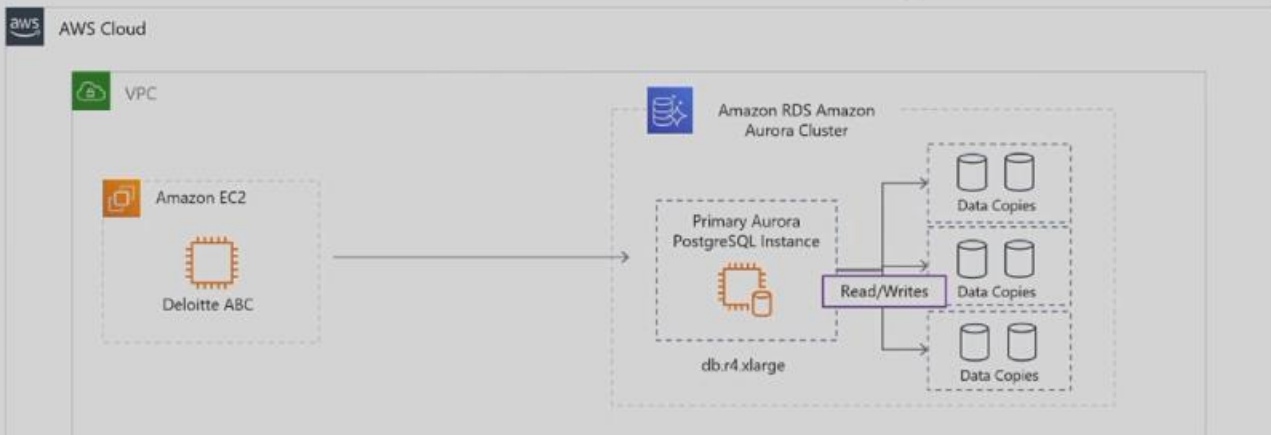 aws
AWS Cloud
VPC
Amazon EC2
Deloitte ABC
Amazon RDS Amazon
Aurora Cluster
Primary Aurora
PostgreSQL Instance
db.r4.xlarge
Read/Writes
Data Copies
Data Copies
Data Copies